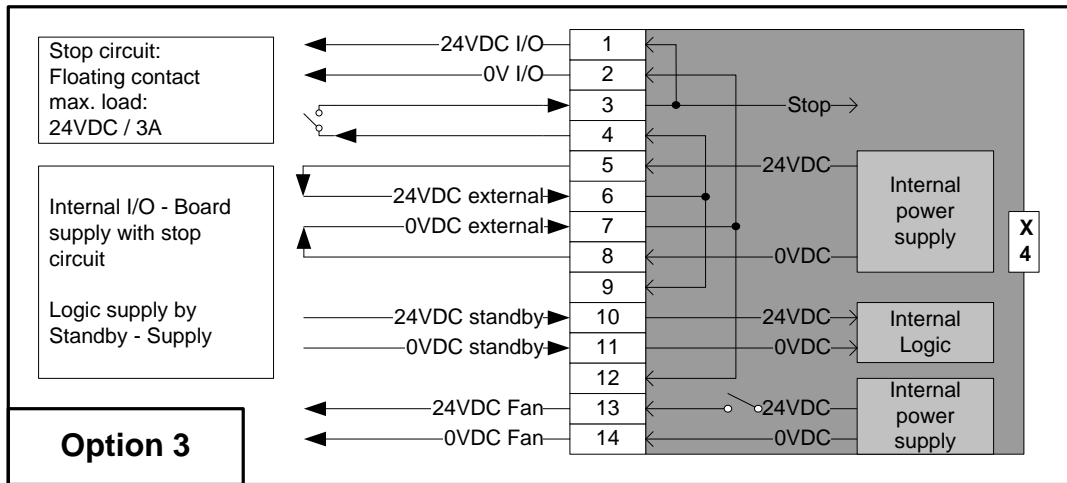 Stop circuit:
Floating contact
max. load:
24VDC / 3A
Internal I/O - Board
supply with stop
circuit
Logic supply by
Standby - Supply
Option 3
24VDC I/O
1
0V I/O
2
3
Stop
4
5
24VDC
24VDC external
6
0VDC external
7
8
0VDC
9
24VDC standby
10
24VDC
0VDC standby
11
0VDC
12
24VDC Fan
13
24VDC
0VDC Fan
14
0VDC
Internal
power
supply
Internal
Logic
Internal
power
supply
X
4